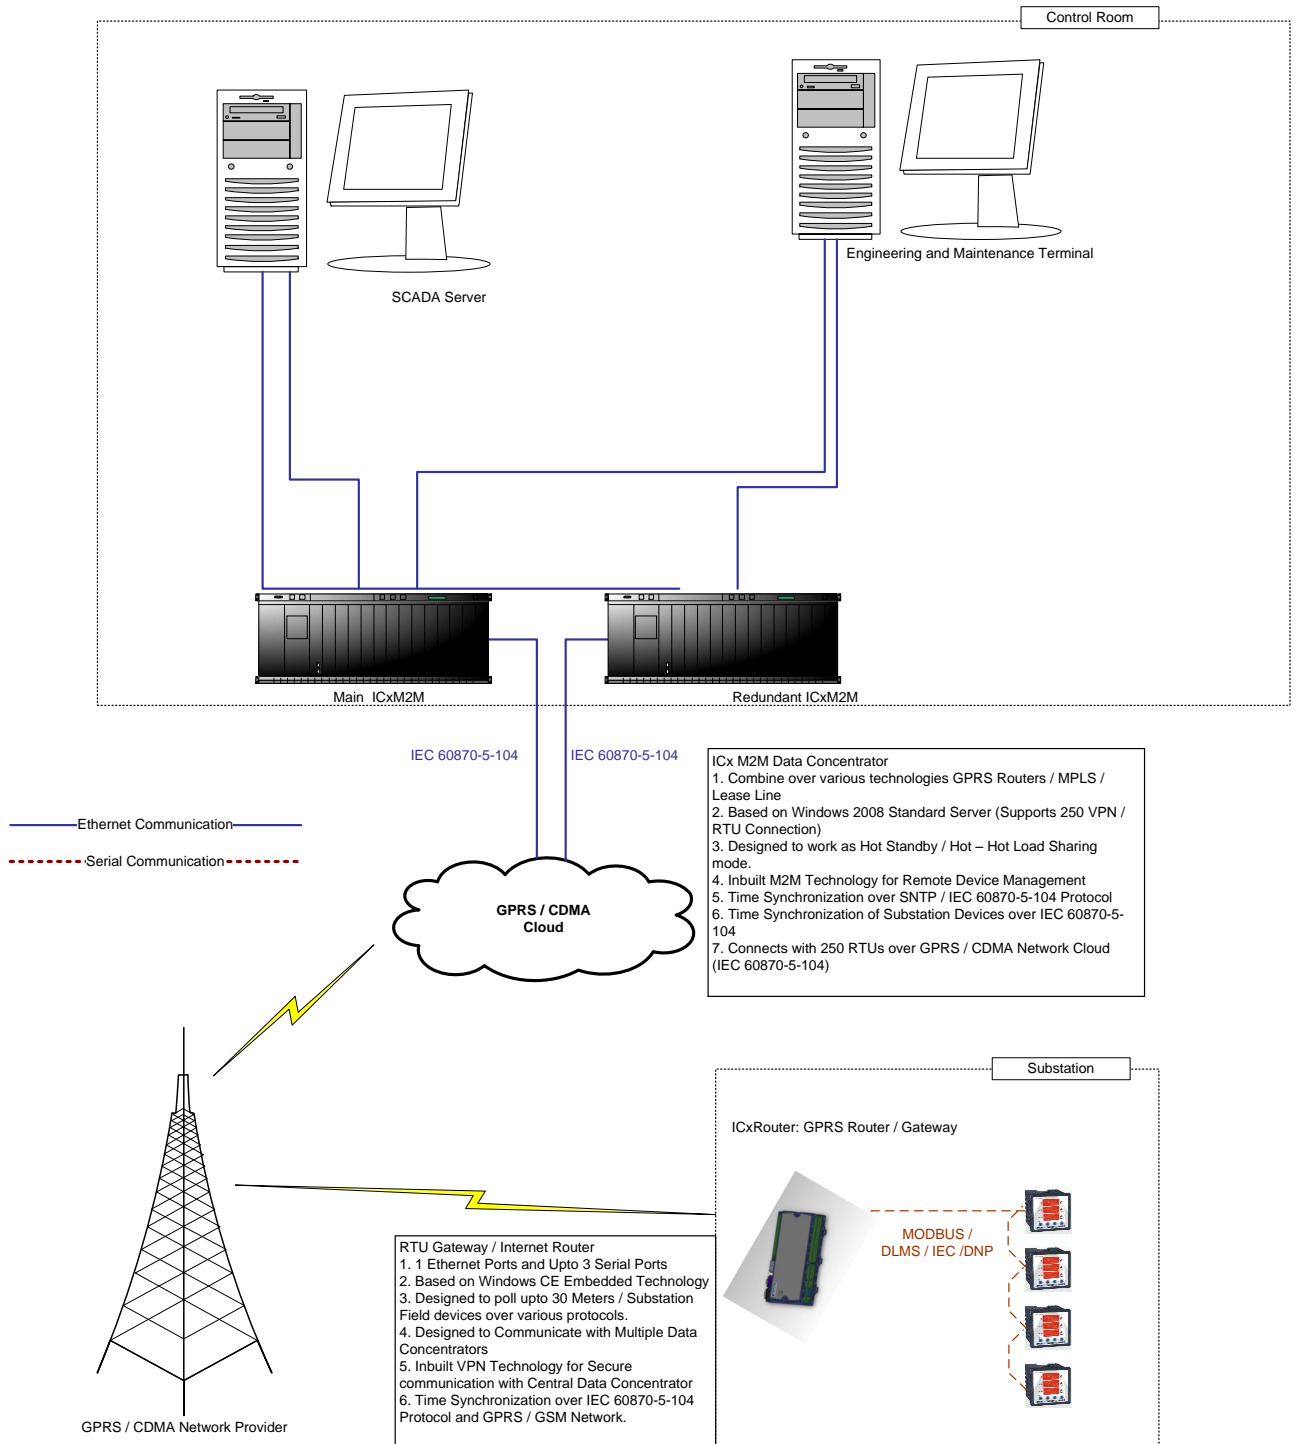 Control Room
Engineering and Maintenance Terminal
SCADA Server
Main ICxM2M
Redundant ICxM2M
IEC 60870-5-104
IEC 60870-5-104
ICx M2M Data Concentrator
1. Combine over various technologies GPRS Routers / MPLS /
Lease Line
2. Based on Windows 2008 Standard Server (Supports 250 VPN /
RTU Connection)
3. Designed to work as Hot Standby / Hot – Hot Load Sharing
mode.
4. Inbuilt M2M Technology for Remote Device Management
5. Time Synchronization over SNTP / IEC 60870-5-104 Protocol
6. Time Synchronization of Substation Devices over IEC 60870-5-
104
7. Connects with 250 RTUs over GPRS / CDMA Network Cloud
(IEC 60870-5-104)
Ethernet Communication
Serial Communication
GPRS / CDMA
Cloud
Substation
ICxRouter: GPRS Router / Gateway
MODBUS /
DLMS / IEC /DNP
RTU Gateway / Internet Router
1. 1 Ethernet Ports and Upto 3 Serial Ports
2. Based on Windows CE Embedded Technology
3. Designed to poll upto 30 Meters / Substation
Field devices over various protocols.
4. Designed to Communicate with Multiple Data
Concentrators
5. Inbuilt VPN Technology for Secure
communication with Central Data Concentrator
6. Time Synchronization over IEC 60870-5-104
Protocol and GPRS / GSM Network.
GPRS / CDMA Network Provider